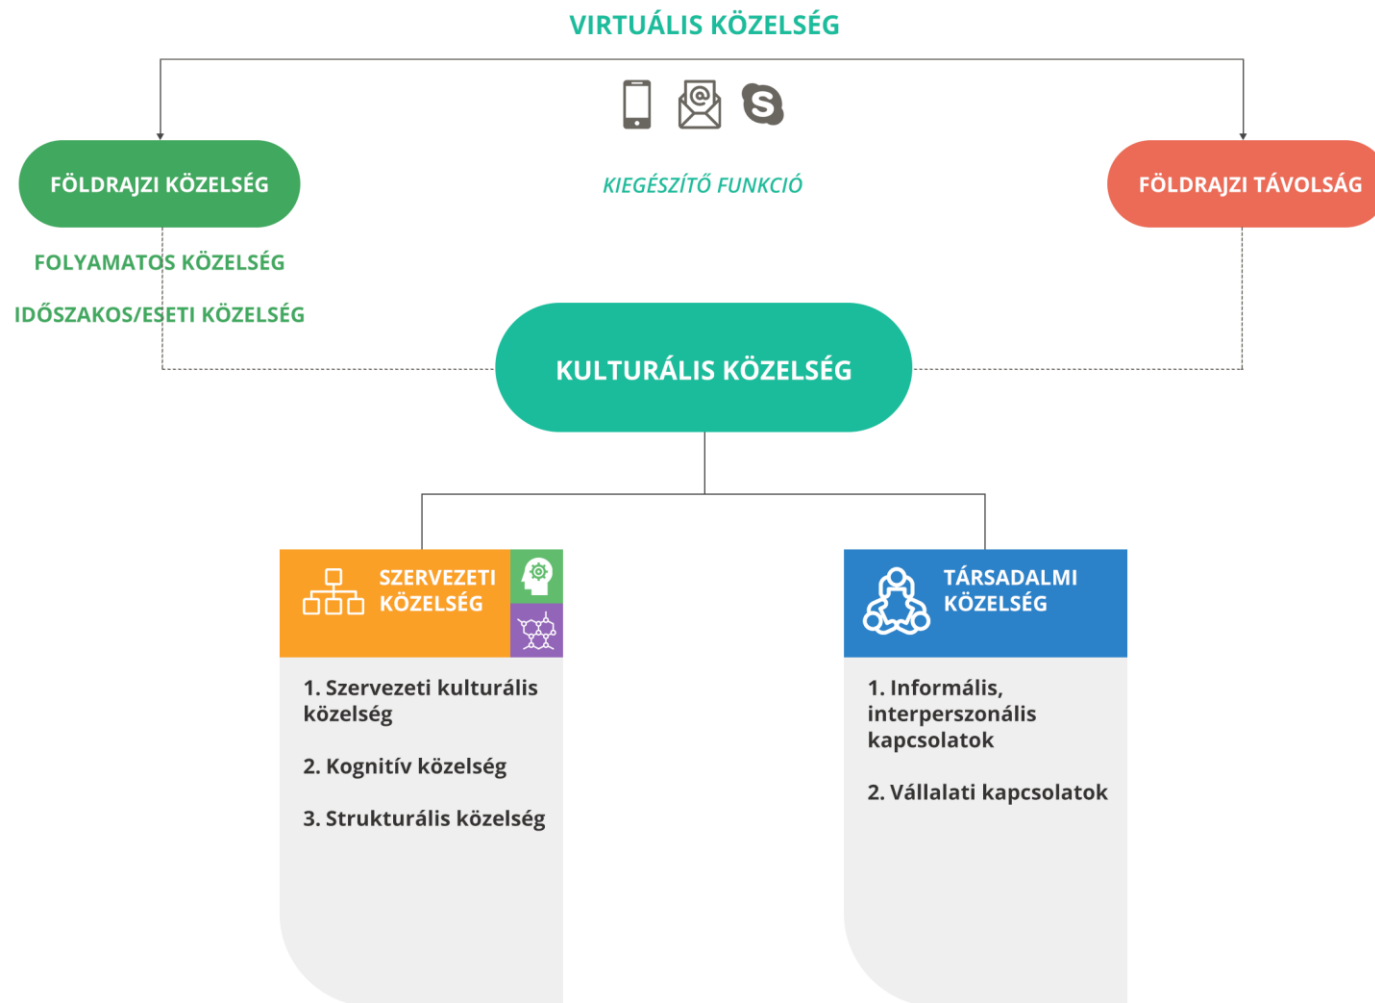 VIRTUÁLIS KÖZELSÉG
FÖLDRAJZI KÖZELSÉG
KIEGÉSZÍTŐ FUNKCIÓ
FÖLDRAJZI TÁVOLSÁG
FOLYAMATOS KÖZELSÉG
IDŐSZAKOS/ESETI KÖZELSÉG
KULTURÁLIS KÖZELSÉG
SZERVEZETI
KÖZELSÉG
1. Szervezeti kulturális
közelség
2. Kognitív közelség
3. Strukturális közelség
TÁRSADALMI
KÖZELSÉG
1. Informális,
interperszonális
kapcsolatok
2. Vállalati kapcsolatok